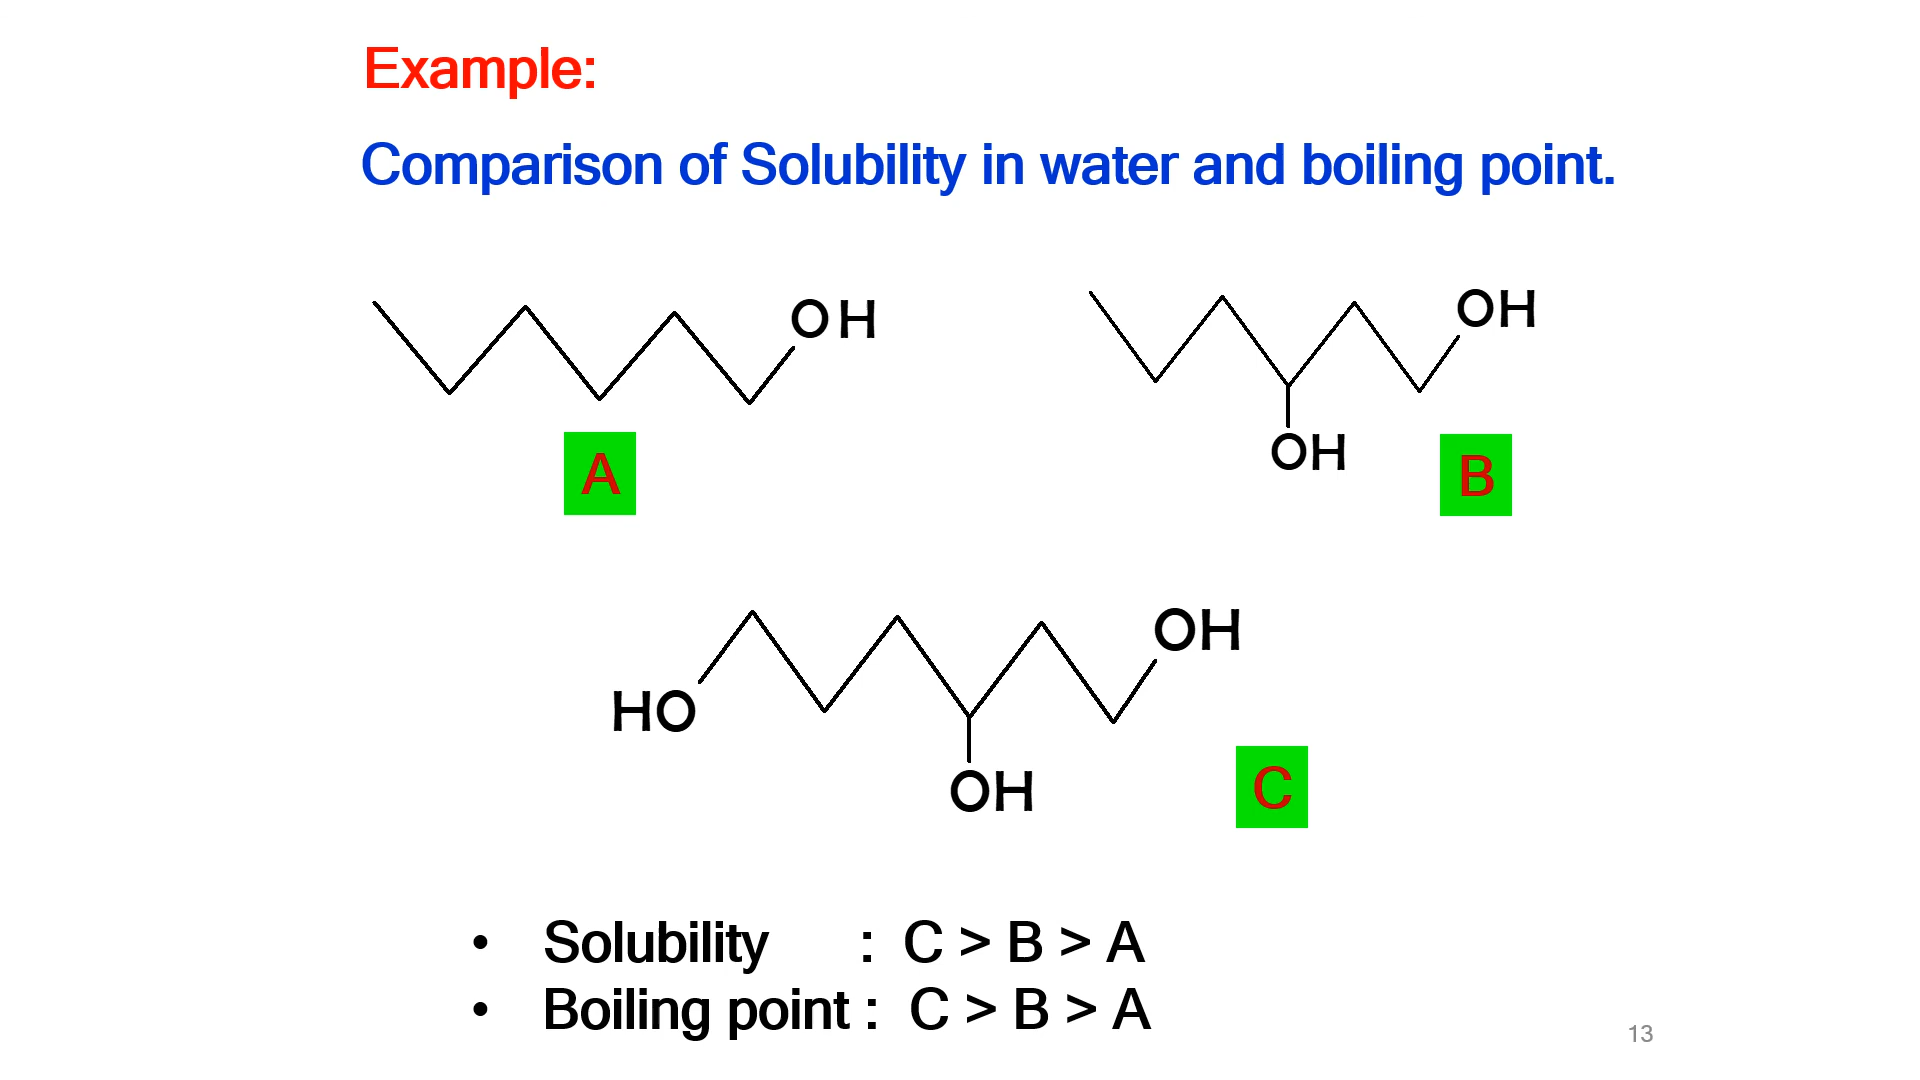 Example:
Comparison of Solubility in water and boiling point.
OH
OH
OH
A
B
OH
HO
OH
C
• Solubility : C > B > A
• Boiling point : C > B > A
13